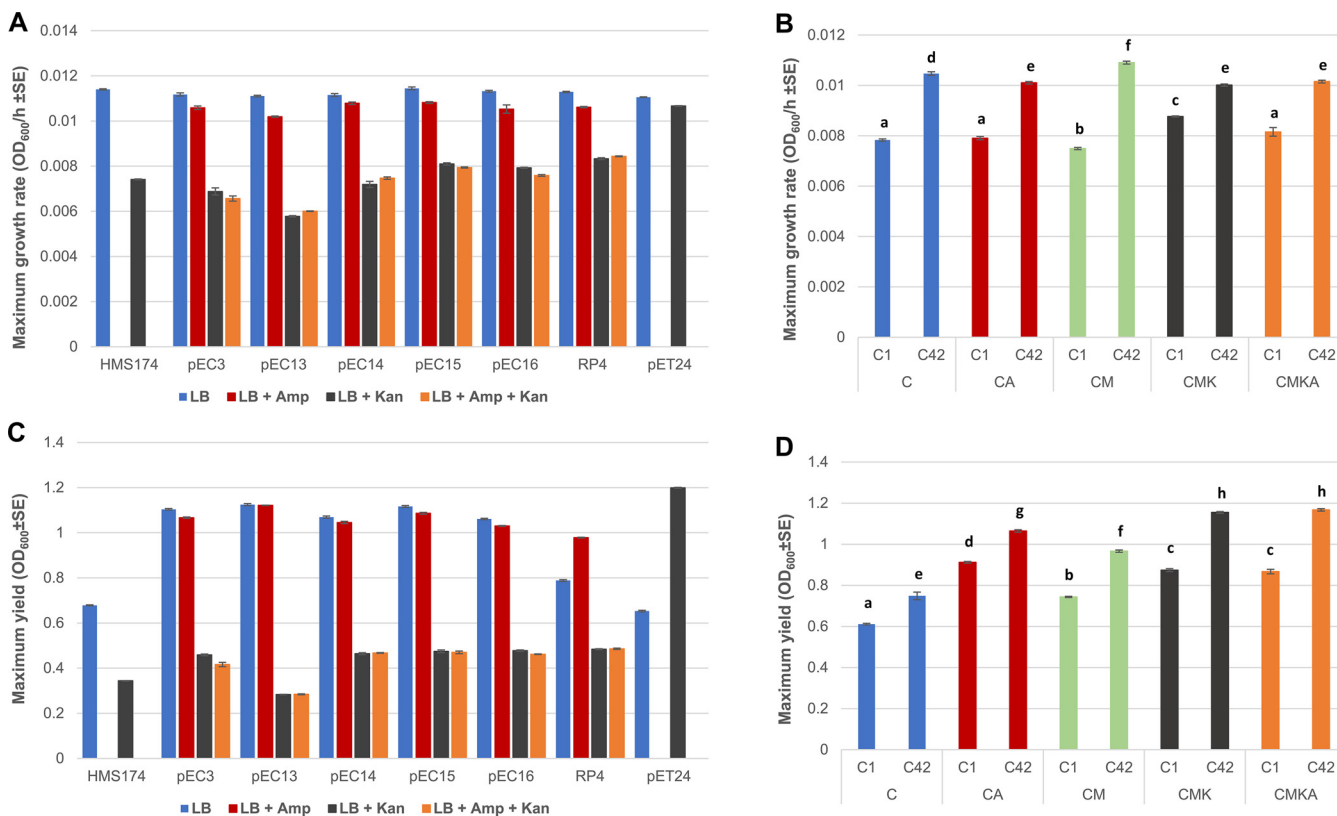 A
Maximum growth rate (OD600/h ±SE)
0.014
0.012
0.01
0.008
0.006
0.004
0.002
0
HMS174 pEC3 pEC13 pEC14 pEC15 pEC16 RP4 pET24
LB LB + Amp LB + Kan LB + Amp + Kan
B
Maximum growth rate (OD600/h ±SE)
0.012
0.01
0.008
0.006
0.004
0.002
0
a d a e b f c e a e
C1 C42 C1 C42 C1 C42 C1 C42 C1 C42
C CA CM CMK CMKA
C
Maximum yield (OD600±SE)
1.4
1.2
1
0.8
0.6
0.4
0.2
0
HMS174 pEC3 pEC13 pEC14 pEC15 pEC16 RP4 pET24
LB LB + Amp LB + Kan LB + Amp + Kan
D
Maximum yield (OD600±SE)
1.4
1.2
1
0.8
0.6
0.4
0.2
0
a e d g b f c h c h
C1 C42 C1 C42 C1 C42 C1 C42 C1 C42
C CA CM CMK CMKA